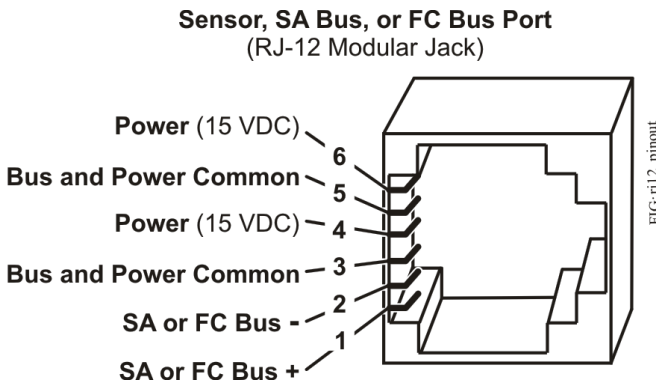 Sensor, SA Bus, or FC Bus Port
(RJ-12 Modular Jack)
Power (15 VDC)
6
Bus and Power Common
5
Power (15 VDC)
4
Bus and Power Common
3
SA or FC Bus -
2
SA or FC Bus +
1
FIG:rj12_pinout